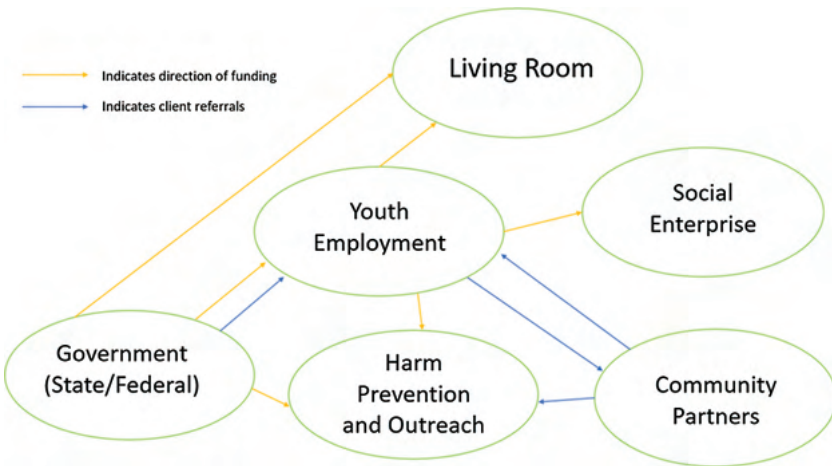 Living Room
Indicates direction of funding
Indicates client referrals
Youth
Employment
Social
Enterprise
Government
(State/Federal)
Harm
Prevention
and Outreach
Community
Partners